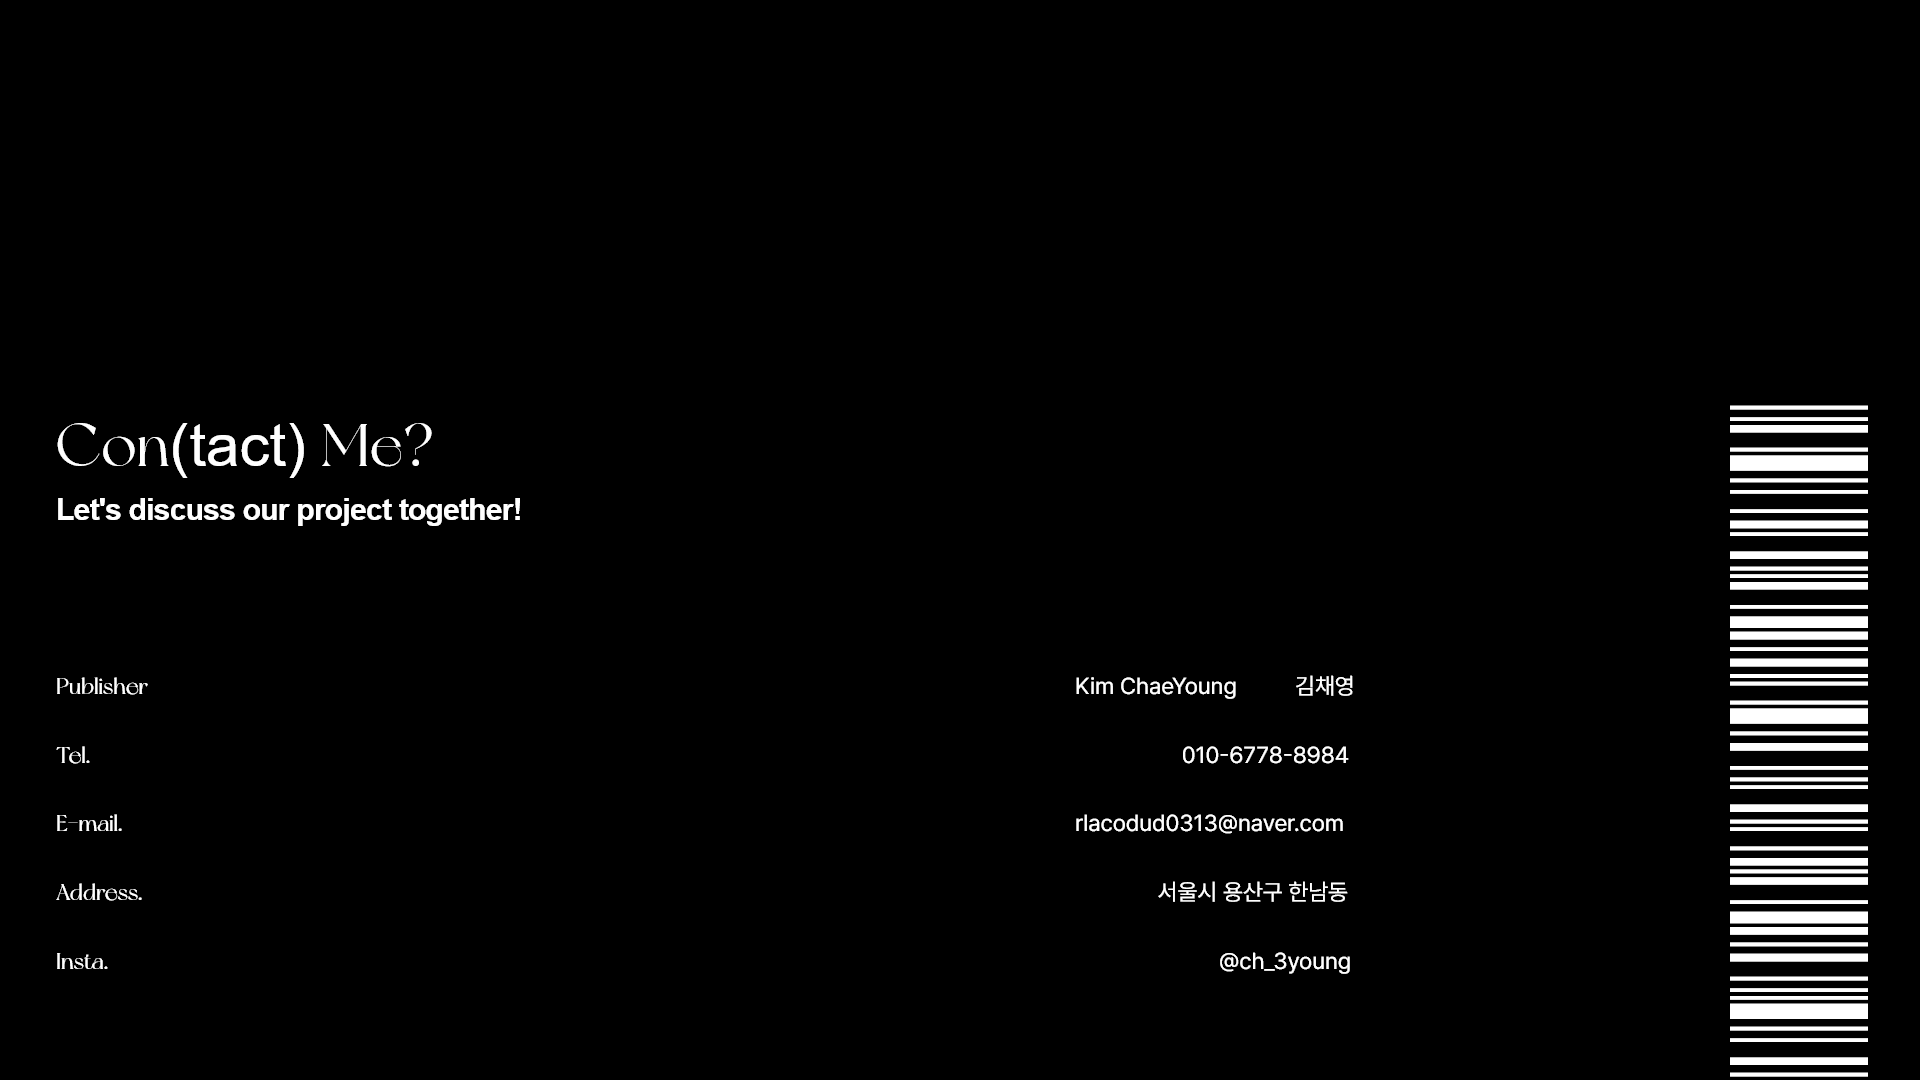 Con(tact) Me?
Let's discuss our project together!
Publisher Kim ChaeYoung 김채영
Tel. 010-6778-8984
E-mail. rlacodud0313@naver.com
Address. 서울시 용산구 한남동
Insta. @ch_3young